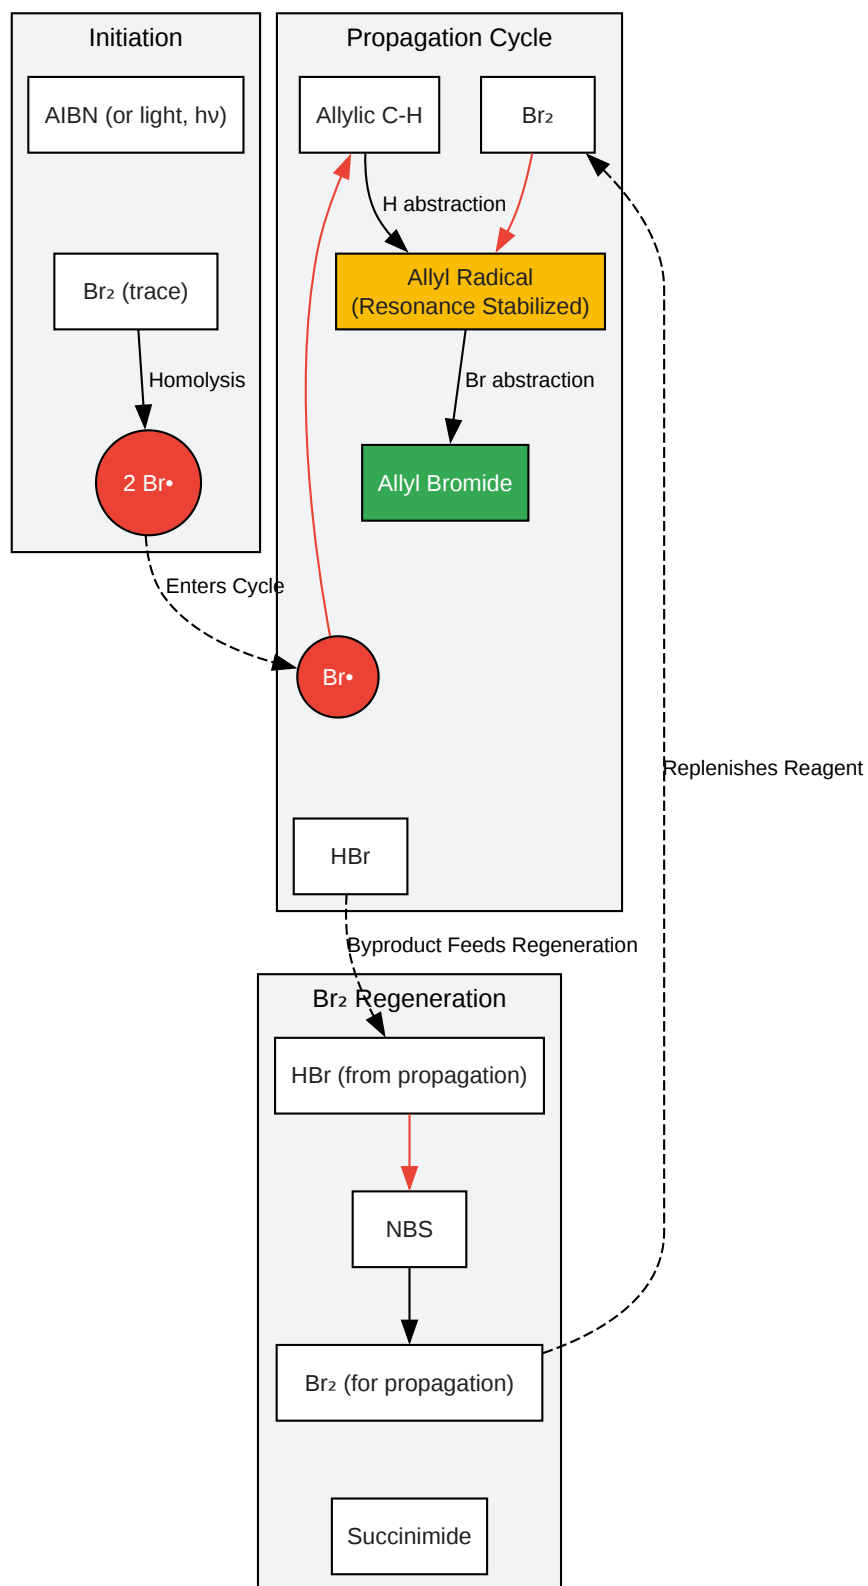 Initiation
AIBN (or light, hν)
Br₂ (trace)
Homolysis
2 Br•
Enters Cycle
Propagation Cycle
Allylic C-H
Br₂
H abstraction
Allyl Radical
(Resonance Stabilized)
Br abstraction
Allyl Bromide
Br•
HBr
Replenishes Reagent
Byproduct Feeds Regeneration
Br₂ Regeneration
HBr (from propagation)
NBS
Br₂ (for propagation)
Succinimide